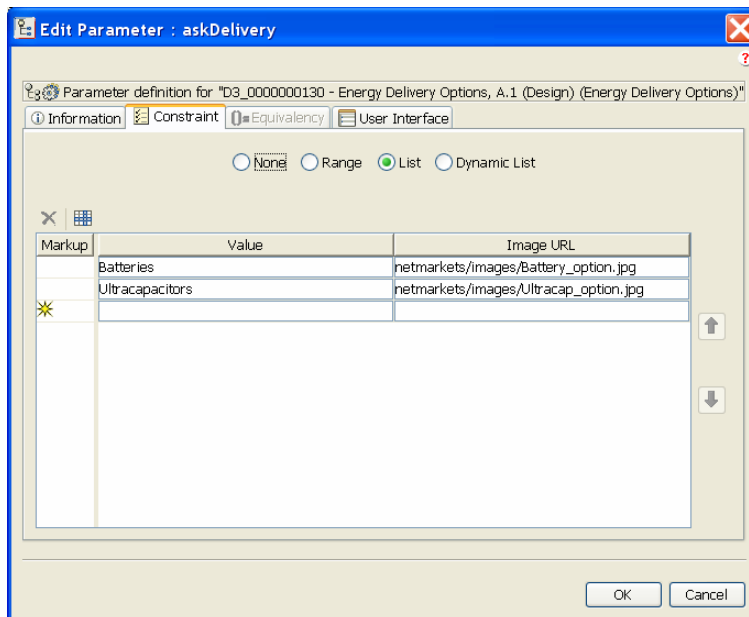 Edit Parameter : askDelivery
?
Parameter definition for "D3_0000000130 - Energy Delivery Options, A.1 (Design) (Energy Delivery Options)"
Information Constraint Equivalency User Interface
None Range List Dynamic List
Markup Value Image URL
Batteries netmarkets/images/Battery_option.jpg
Ultracapacitors netmarkets/images/Ultracap_option.jpg
OK Cancel